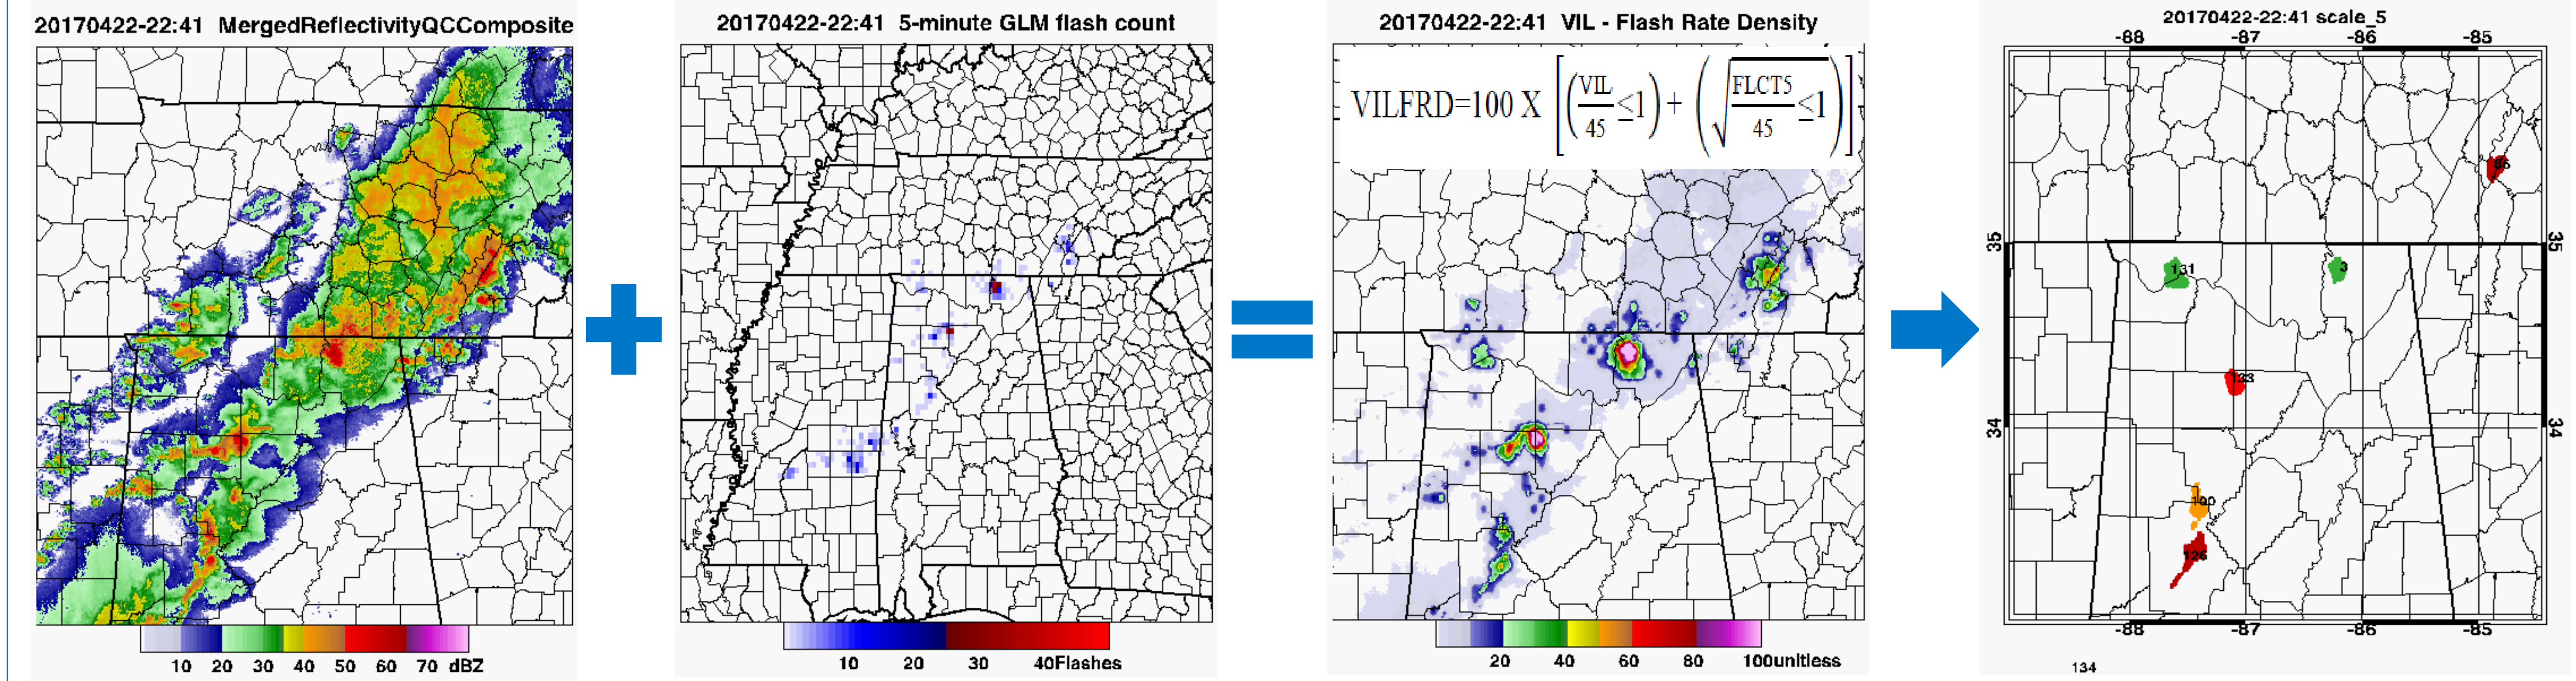 20170422-22:41 MergedReflectivityQCComposite
10 20 30 40 50 60 70 dBZ
20170422-22:41 5-minute GLM flash count
10 20 30 40Flashes
20170422-22:41 VIL - Flash Rate Density
VILFRD=100 X [(VIL/45 ≤1) + (√FLCT5/45 ≤1)]
20 40 60 80 100unitless
20170422-22:41 scale_5
-88 -87 -86 -85
35 35
131 3
133
34 34
126
-88 -87 -86 -85
134